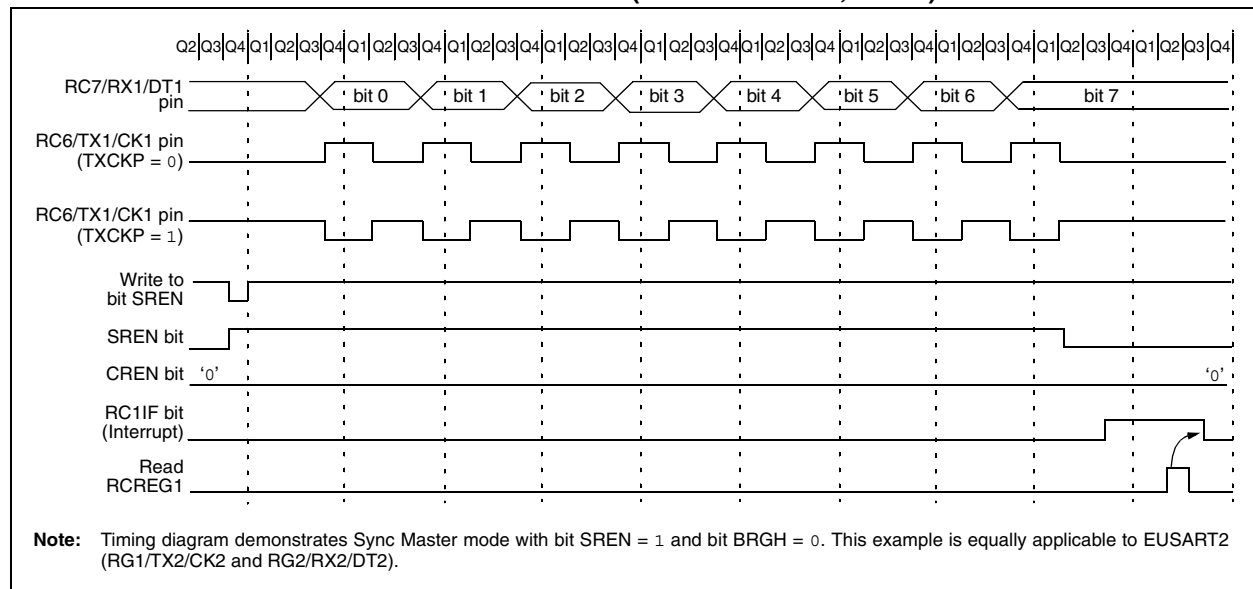 Q2 Q3 Q4 Q1 Q2 Q3 Q4 Q1 Q2 Q3 Q4 Q1 Q2 Q3 Q4 Q1 Q2 Q3 Q4 Q1 Q2 Q3 Q4 Q1 Q2 Q3 Q4 Q1 Q2 Q3 Q4 Q1 Q2 Q3 Q4 Q1 Q2 Q3 Q4 Q1 Q2 Q3 Q4
RC7/RX1/DT1
pin
bit 0 bit 1 bit 2 bit 3 bit 4 bit 5 bit 6 bit 7
RC6/TX1/CK1 pin
(TXCKP = 0)
RC6/TX1/CK1 pin
(TXCKP = 1)
Write to
bit SREN
SREN bit
CREN bit ‘0’ ‘0’
RC1IF bit
(Interrupt)
Read
RCREG1
Note: Timing diagram demonstrates Sync Master mode with bit SREN = 1 and bit BRGH = 0. This example is equally applicable to EUSART2
(RG1/TX2/CK2 and RG2/RX2/DT2).